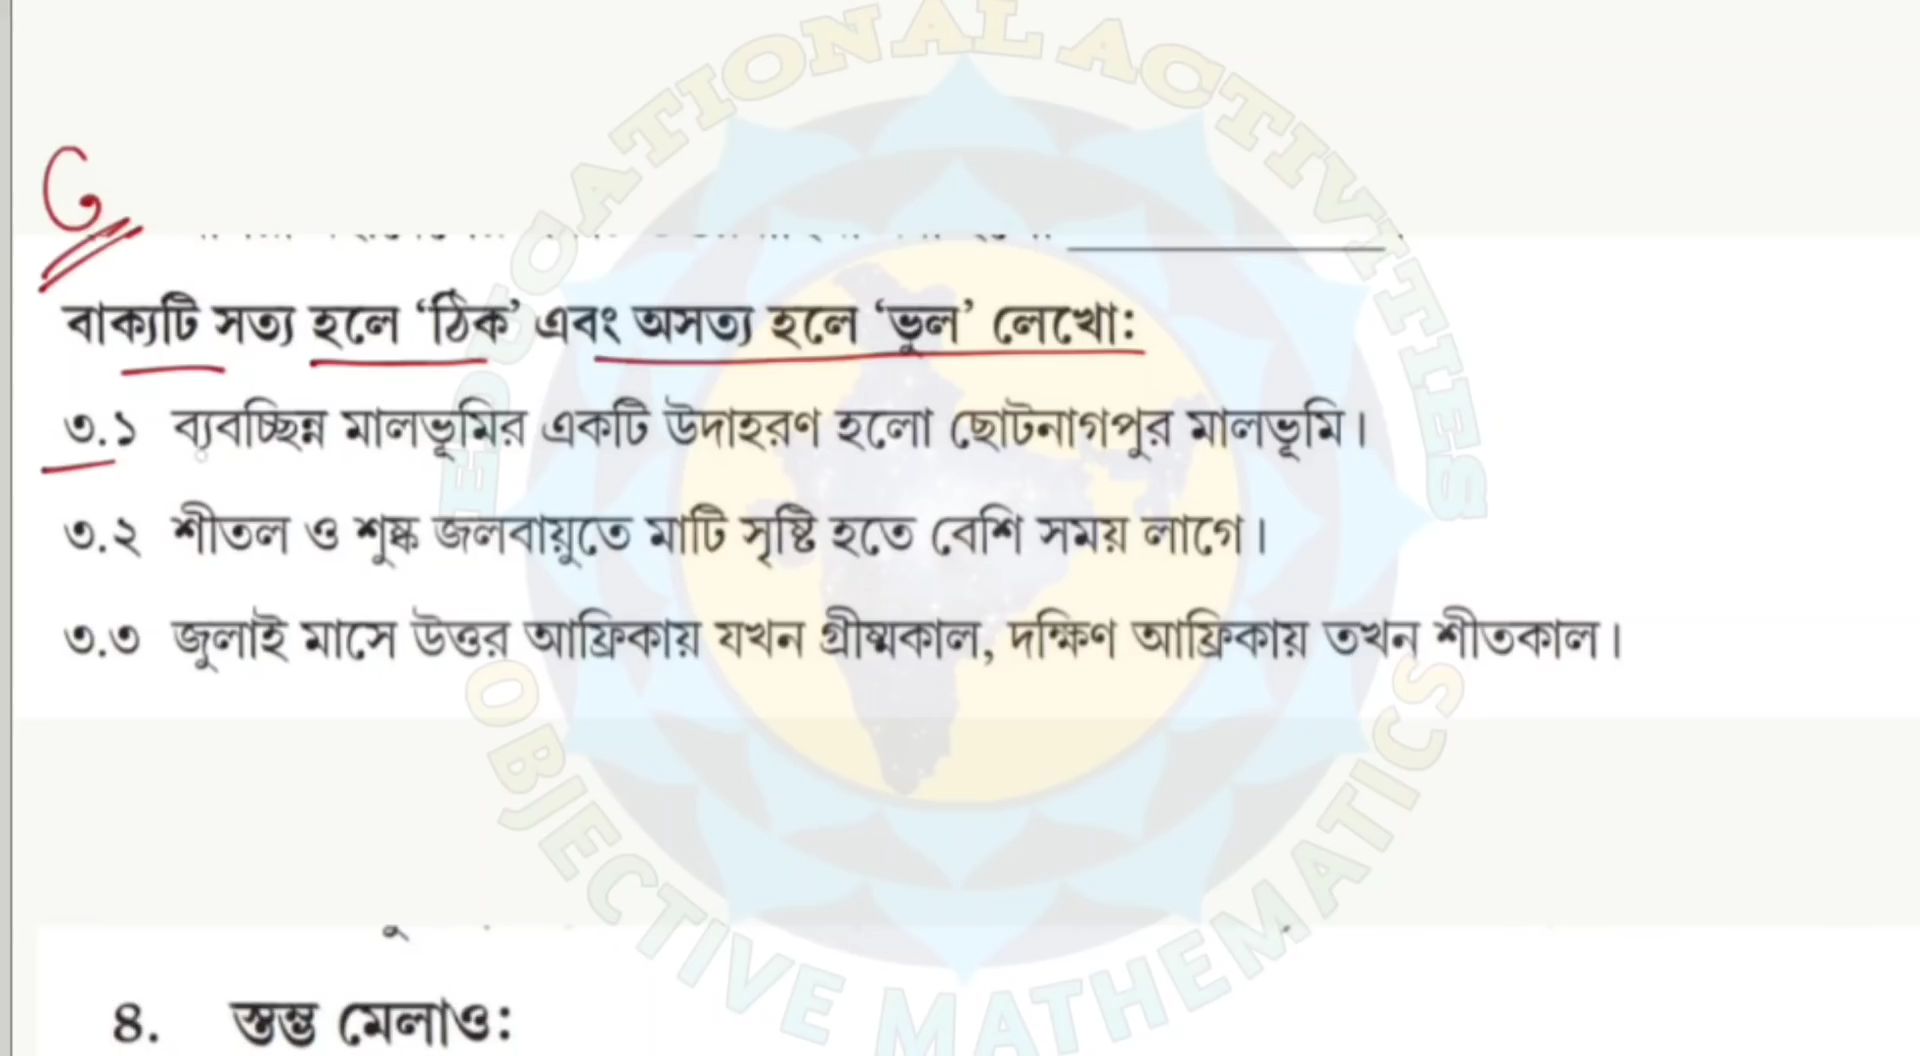 EDUCATIONAL ACTIVITIES
৩
বাক্যটি সত্য হলে ‘ঠিক’ এবং অসত্য হলে ‘ভুল’ লেখো:
৩.১ ব্যবচ্ছিন্ন মালভূমির একটি উদাহরণ হলো ছোটনাগপুর মালভূমি।
৩.২ শীতল ও শুষ্ক জলবায়ুতে মাটি সৃষ্টি হতে বেশি সময় লাগে।
৩.৩ জুলাই মাসে উত্তর আফ্রিকায় যখন গ্রীষ্মকাল, দক্ষিণ আফ্রিকায় তখন শীতকাল।
OBJECTIVE MATHEMATICS
৪. স্তম্ভ মেলাও: